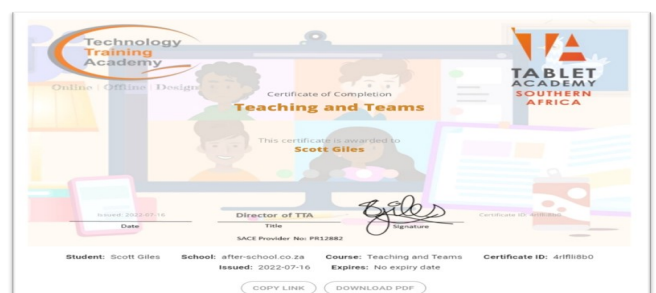 Technology
Training
Academy
Online | Offline | Design
TABLET
ACADEMY
SOUTHERN
AFRICA
Certificate of Completion
Teaching and Teams
This certificate is awarded to
Scott Giles
Issued: 2022-07-16
Director of TTA
Giles
Date
Title
Signature
SACE Provider No: PR12882
Student: Scott Giles School: after-school.co.za Course: Teaching and Teams
Issued: 2022-07-16 Expires: No expiry date
COPY LINK
DOWNLOAD PDF